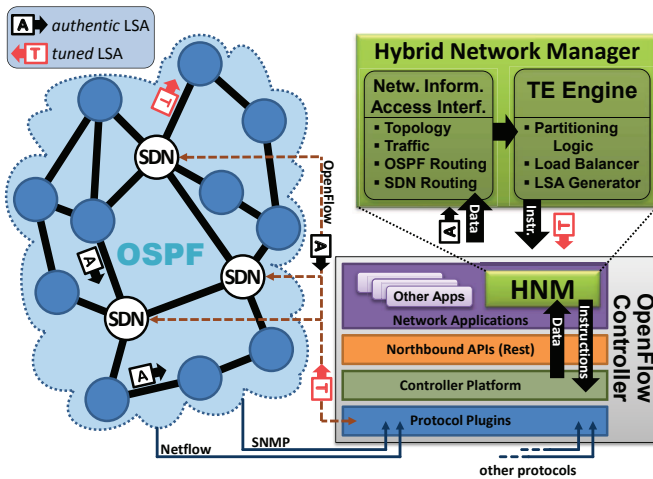 A authentic LSA
T tuned LSA
T
SDN
OSPF
A
SDN
SDN
A
OpenFlow
A
T
Netflow
SNMP
other protocols
Hybrid Network Manager
Netw. Inform.
Access Interf.
▪ Topology
▪ Traffic
▪ OSPF Routing
▪ SDN Routing
TE Engine
▪ Partitioning
Logic
▪ Load Balancer
▪ LSA Generator
A
Data
Instr.
T
Other Apps
HNM
Network Applications
Northbound APIs (Rest)
Controller Platform
Protocol Plugins
Data
Instructions
OpenFlow
Controller